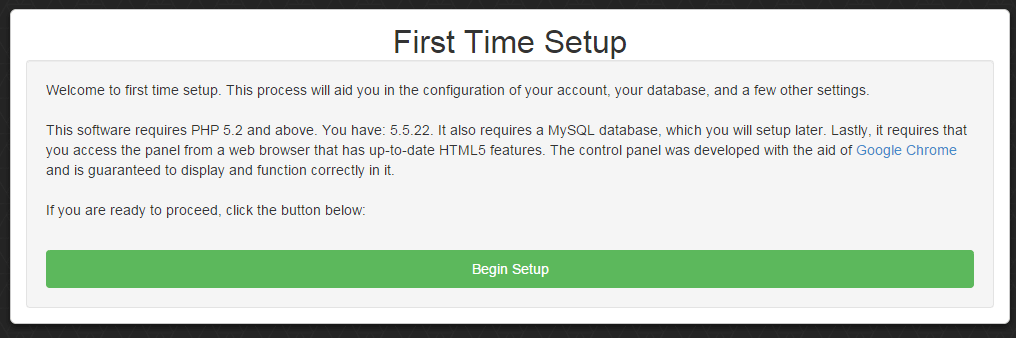 First Time Setup
Welcome to first time setup. This process will aid you in the configuration of your account, your database, and a few other settings.
This software requires PHP 5.2 and above. You have: 5.5.22. It also requires a MySQL database, which you will setup later. Lastly, it requires that
you access the panel from a web browser that has up-to-date HTML5 features. The control panel was developed with the aid of Google Chrome
and is guaranteed to display and function correctly in it.
If you are ready to proceed, click the button below:
Begin Setup